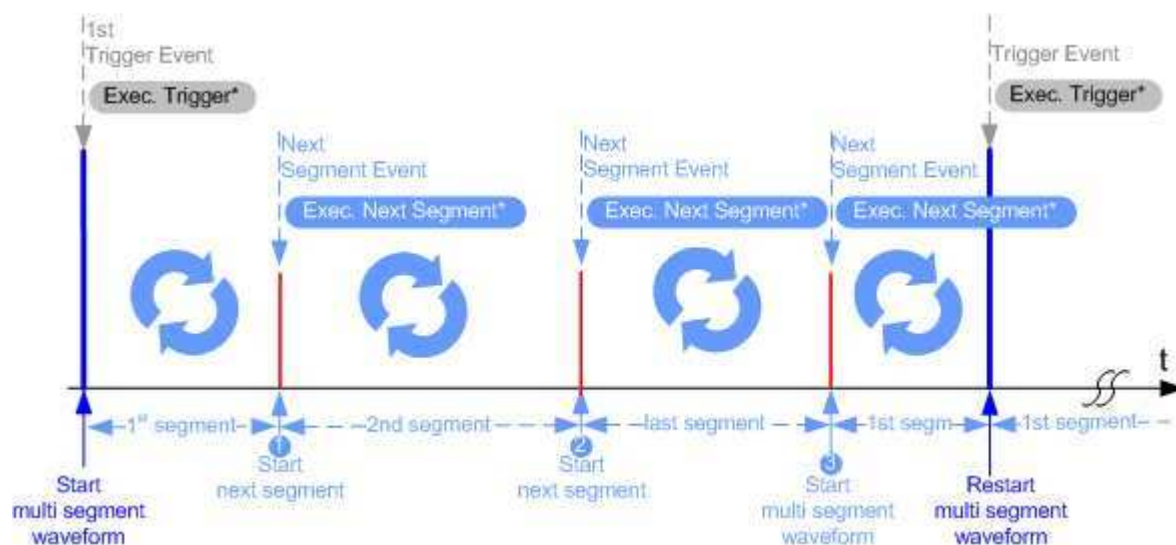 1st
Trigger Event
Exec. Trigger*
Trigger Event
Exec. Trigger*
Next
Segment Event
Exec. Next Segment*
Next
Segment Event
Exec. Next Segment*
Next
Segment Event
Exec. Next Segment*
t
1st segment
2nd segment
last segment
1st segm
1st segment
1
2
3
Start
multi segment
waveform
Start
next segment
Start
next segment
Start
multi segment
waveform
Restart
multi segment
waveform